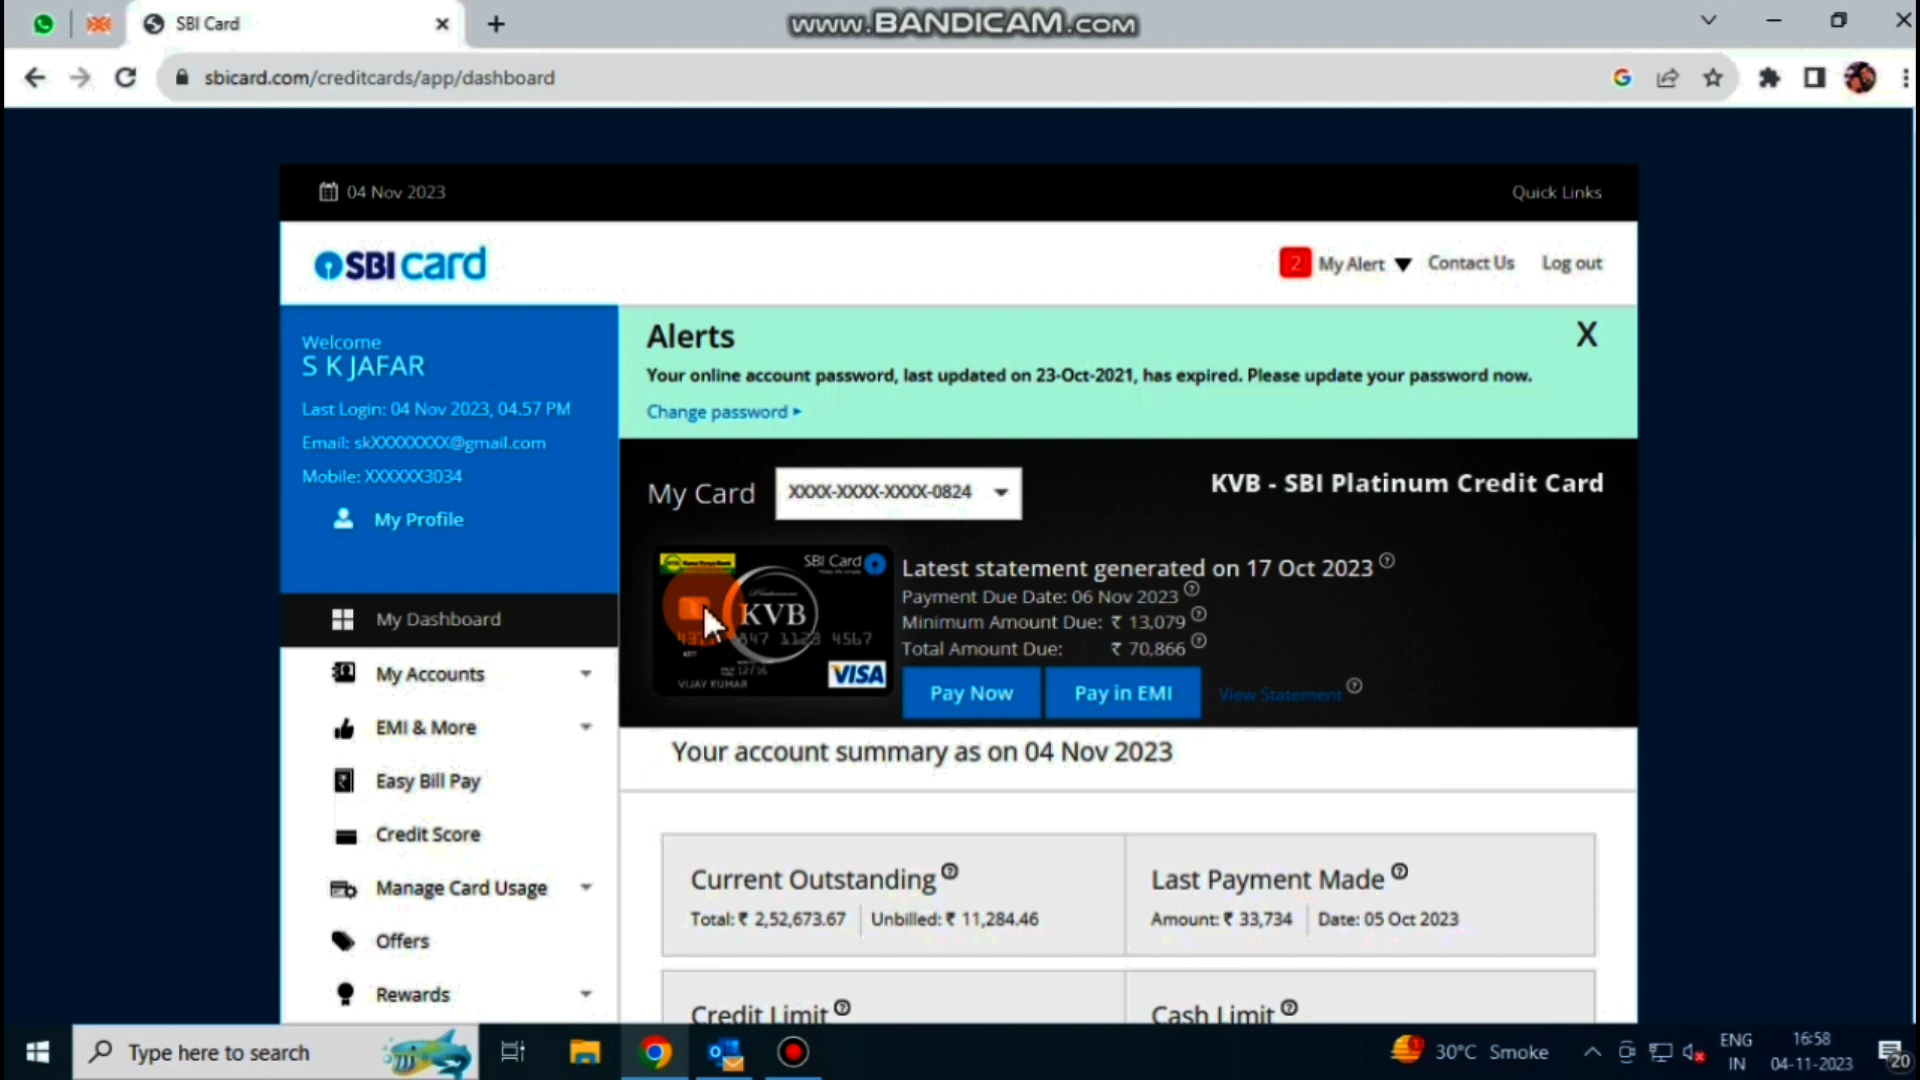 SBI Card
www.BANDICAM.com
sbicard.com/creditcards/app/dashboard
04 Nov 2023
Quick Links
SBI card
2 My Alert Contact Us Log out
Welcome
S K JAFAR
Last Login: 04 Nov 2023, 04.57 PM
Email: skXXXXXXXX@gmail.com
Mobile: XXXXXX3034
My Profile
Alerts
X
Your online account password, last updated on 23-Oct-2021, has expired. Please update your password now.
Change password
My Card XXXX-XXXX-XXXX-0824
KVB - SBI Platinum Credit Card
SBI Card
Platinum
KVB
1123 4567
12/16
VIJAY KUMAR
VISA
Latest statement generated on 17 Oct 2023
Payment Due Date: 06 Nov 2023
Minimum Amount Due: ₹ 13,079
Total Amount Due: ₹ 70,866
Pay Now Pay in EMI View Statement
My Dashboard
My Accounts
EMI & More
Easy Bill Pay
Credit Score
Manage Card Usage
Offers
Rewards
Your account summary as on 04 Nov 2023
Current Outstanding
Total: ₹ 2,52,673.67 Unbilled: ₹ 11,284.46
Last Payment Made
Amount: ₹ 33,734 Date: 05 Oct 2023
Credit Limit
Cash Limit
Type here to search
30°C Smoke
ENG
IN
16:58
04-11-2023
20